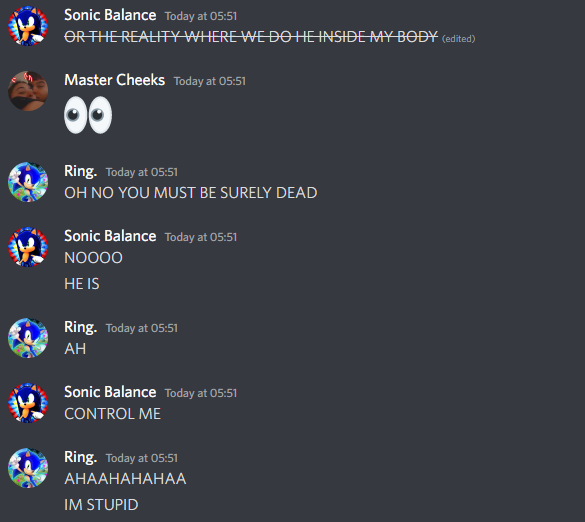 Sonic Balance Today at 05:51
OR THE REALITY WHERE WE DO HE INSIDE MY BODY (edited)
Master Cheeks Today at 05:51
Ring. Today at 05:51
OH NO YOU MUST BE SURELY DEAD
Sonic Balance Today at 05:51
NOOOO
HE IS
Ring. Today at 05:51
AH
Sonic Balance Today at 05:51
CONTROL ME
Ring. Today at 05:51
AHAAHAHAHAA
IM STUPID